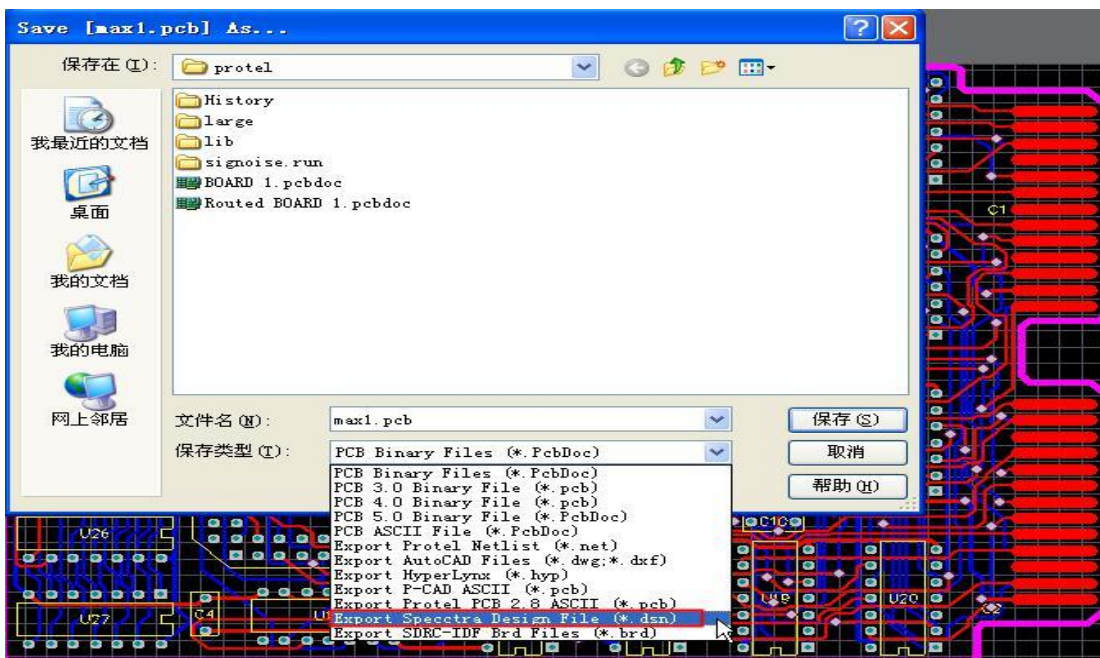 Save [max1.pcb] As...
保存在(I):
protel
History
large
lib
signoise.run
BOARD 1.pcbdoc
Routed BOARD 1.pcbdoc
我最近的文档
桌面
我的文档
我的电脑
网上邻居
文件名(N):
max1.pcb
保存(S)
保存类型(T):
PCB Binary Files (*.PcbDoc)
取消
帮助(H)
PCB Binary Files (*.PcbDoc)
PCB 3.0 Binary File (*.pcb)
PCB 4.0 Binary File (*.pcb)
PCB 5.0 Binary File (*.PcbDoc)
PCB ASCII File (*.PcbDoc)
Export Protel Netlist (*.net)
Export AutoCAD Files (*.dwg;*.dxf)
Export HyperLynx (*.hyp)
Export P-CAD ASCII (*.pcb)
Export Protel PCB 2.8 ASCII (*.pcb)
Export Specctra Design File (*.dsn)
Export SDRC-IDF Brd Files (*.brd)
C1
U26
U27
C4
U19
U20